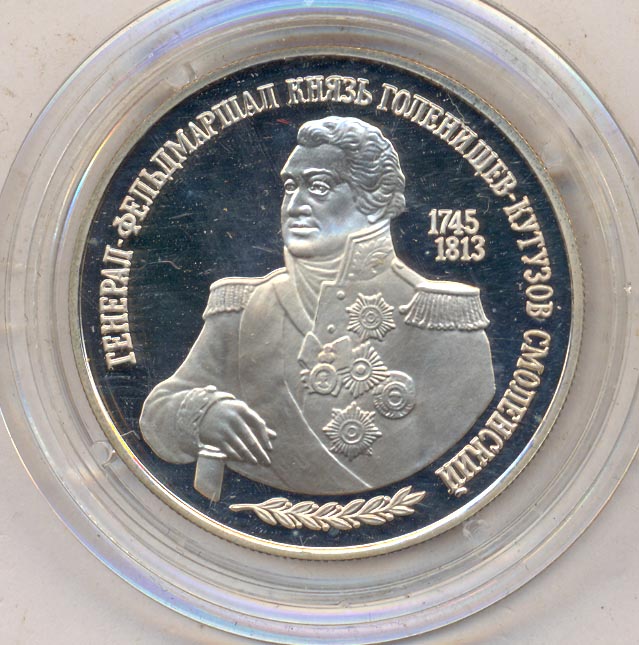 ГЕНЕРАЛ-ФЕЛЬДМАРШАЛ КНЯЗЬ ГОЛЕНИЩЕВ-КУТУЗОВ СМОЛЕНСКИЙ
1745
1813